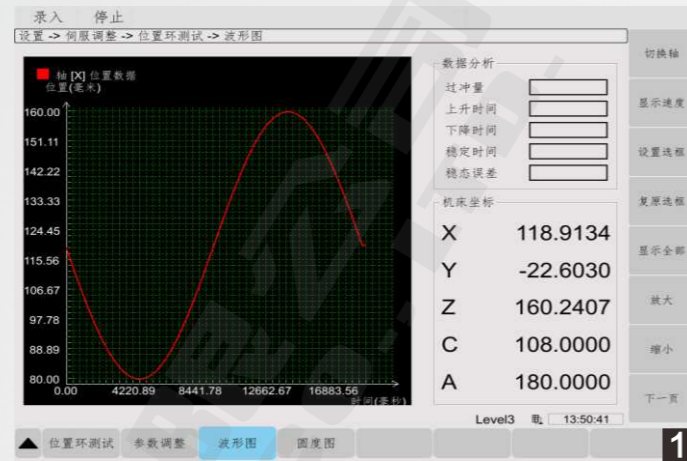 录入 停止
设置 -> 伺服调整 -> 位置环测试 -> 波形图
轴 [X] 位置数据
位置(毫米)
160.00
151.11
142.22
133.33
124.45
115.56
106.67
97.78
88.89
80.00
0.00 4220.89 8441.78 12662.67 16883.56
时间(毫秒)
数据分析
过冲量
上升时间
下降时间
稳定时间
稳态误差
机床坐标
X 118.9134
Y -22.6030
Z 160.2407
C 108.0000
A 180.0000
Level3 13:50:41
切换轴
显示速度
设置选框
复原选框
显示全部
放大
缩小
下一页
位置环测试 参数调整 波形图 圆度图
1